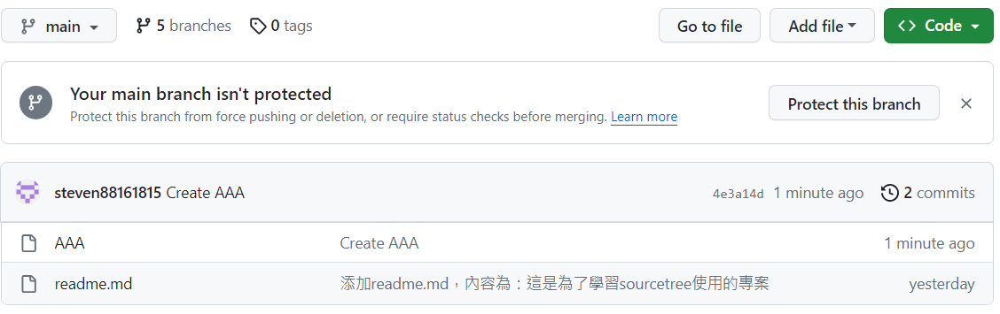 main 5 branches 0 tags Go to file Add file Code
Your main branch isn't protected
Protect this branch from force pushing or deletion, or require status checks before merging. Learn more
Protect this branch
steven88161815 Create AAA 4e3a14d 1 minute ago 2 commits
AAA Create AAA 1 minute ago
readme.md 添加readme.md，內容為：這是為了學習sourcetree使用的專案 yesterday